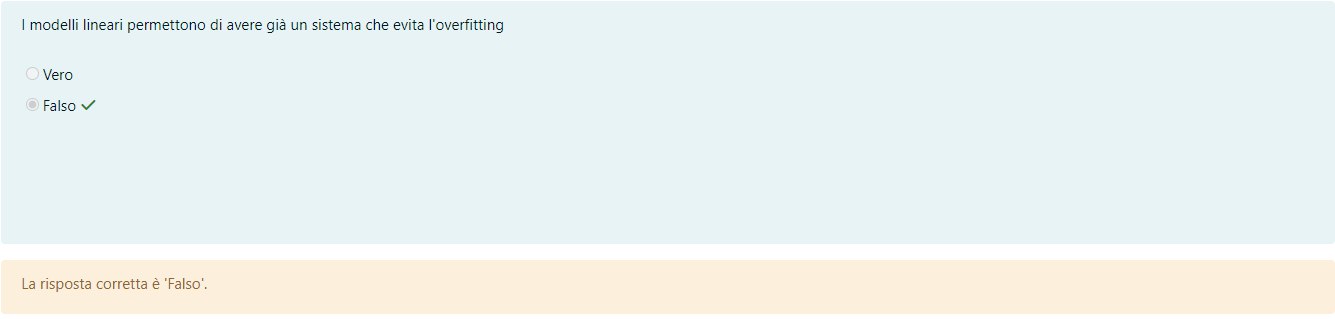 I modelli lineari permettono di avere già un sistema che evita l'overfitting
Vero
Falso
La risposta corretta è 'Falso'.